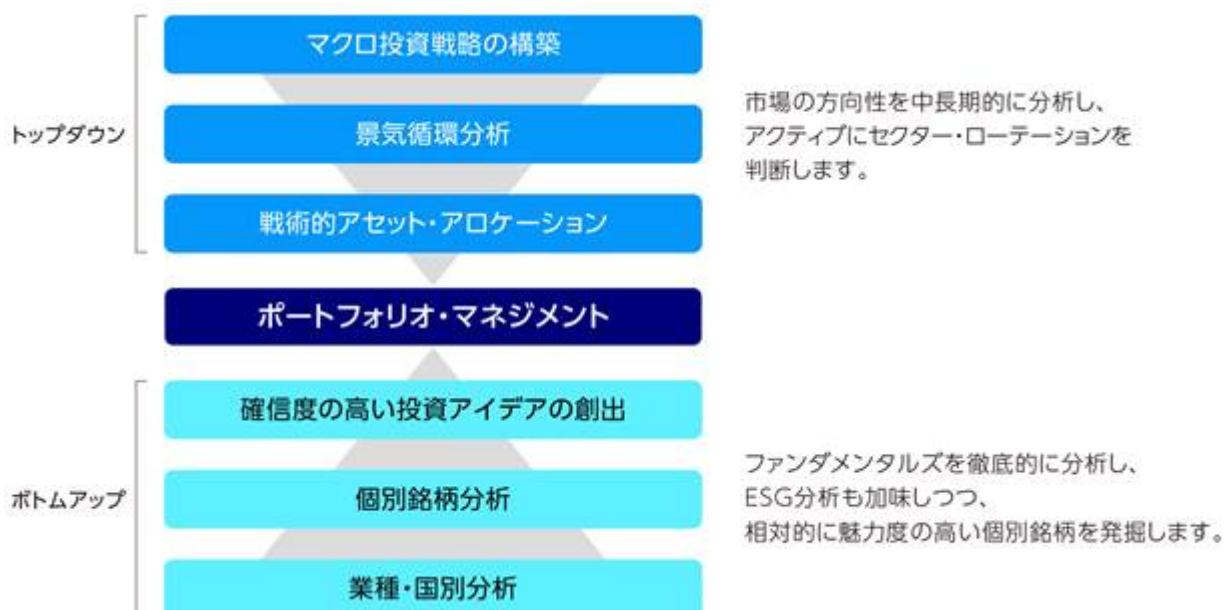 マクロ投資戦略の構築
トップダウン
景気循環分析
戦術的アセット・アロケーション
市場の方向性を中長期的に分析し、
アクティブにセクター・ローテーションを
判断します。
ポートフォリオ・マネジメント
確信度の高い投資アイデアの創出
ボトムアップ
個別銘柄分析
業種・国別分析
ファンダメンタルズを徹底的に分析し、
ESG分析も加味しつつ、
相対的に魅力度の高い個別銘柄を発掘します。